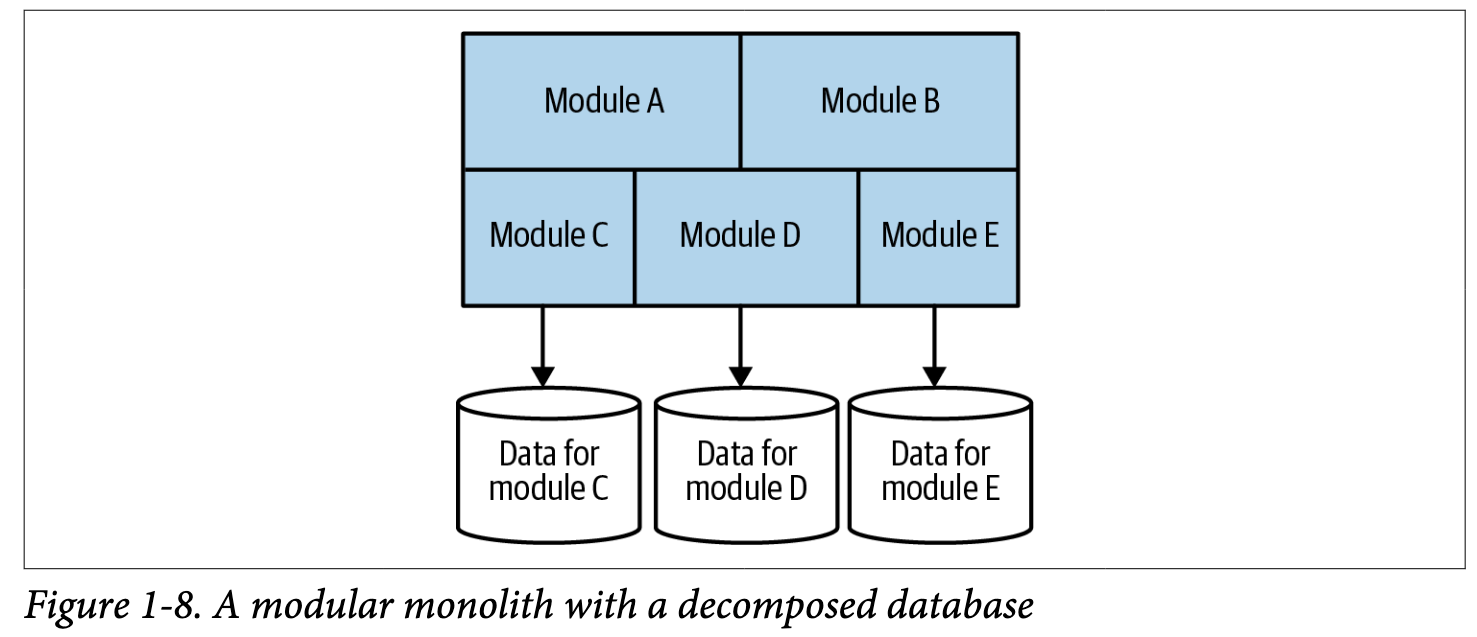 Module A
Module B
Module C
Module D
Module E
Data for
module C
Data for
module D
Data for
module E
Figure 1-8. A modular monolith with a decomposed database